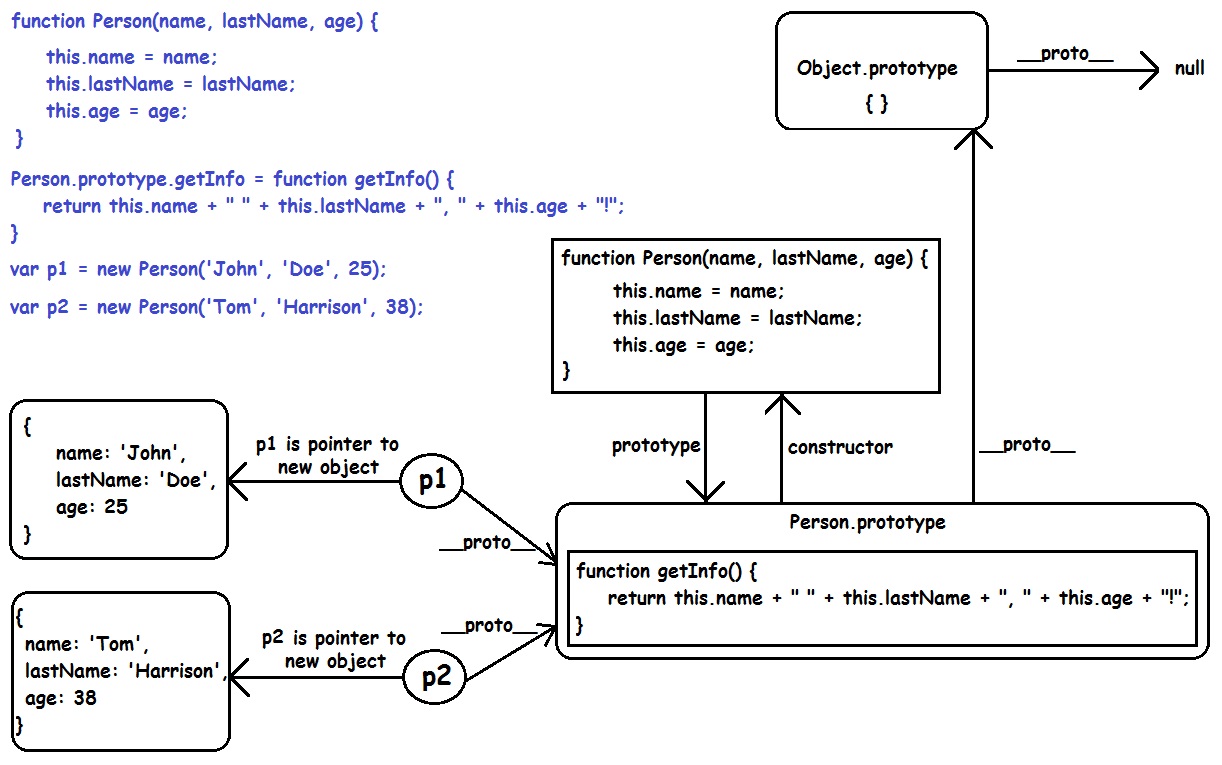 function Person(name, lastName, age) {
this.name = name;
this.lastName = lastName;
this.age = age;
}
Person.prototype.getInfo = function getInfo() {
return this.name + " " + this.lastName + ", " + this.age + "!";
}
var p1 = new Person('John', 'Doe', 25);
var p2 = new Person('Tom', 'Harrison', 38);
Object.prototype
{ }
__proto__
null
function Person(name, lastName, age) {
this.name = name;
this.lastName = lastName;
this.age = age;
}
prototype
constructor
__proto__
{
name: 'John',
lastName: 'Doe',
age: 25
}
p1 is pointer to
new object
p1
__proto__
Person.prototype
function getInfo() {
return this.name + " " + this.lastName + ", " + this.age + "!";
}
{
name: 'Tom',
lastName: 'Harrison',
age: 38
}
p2 is pointer to
new object
p2
__proto__